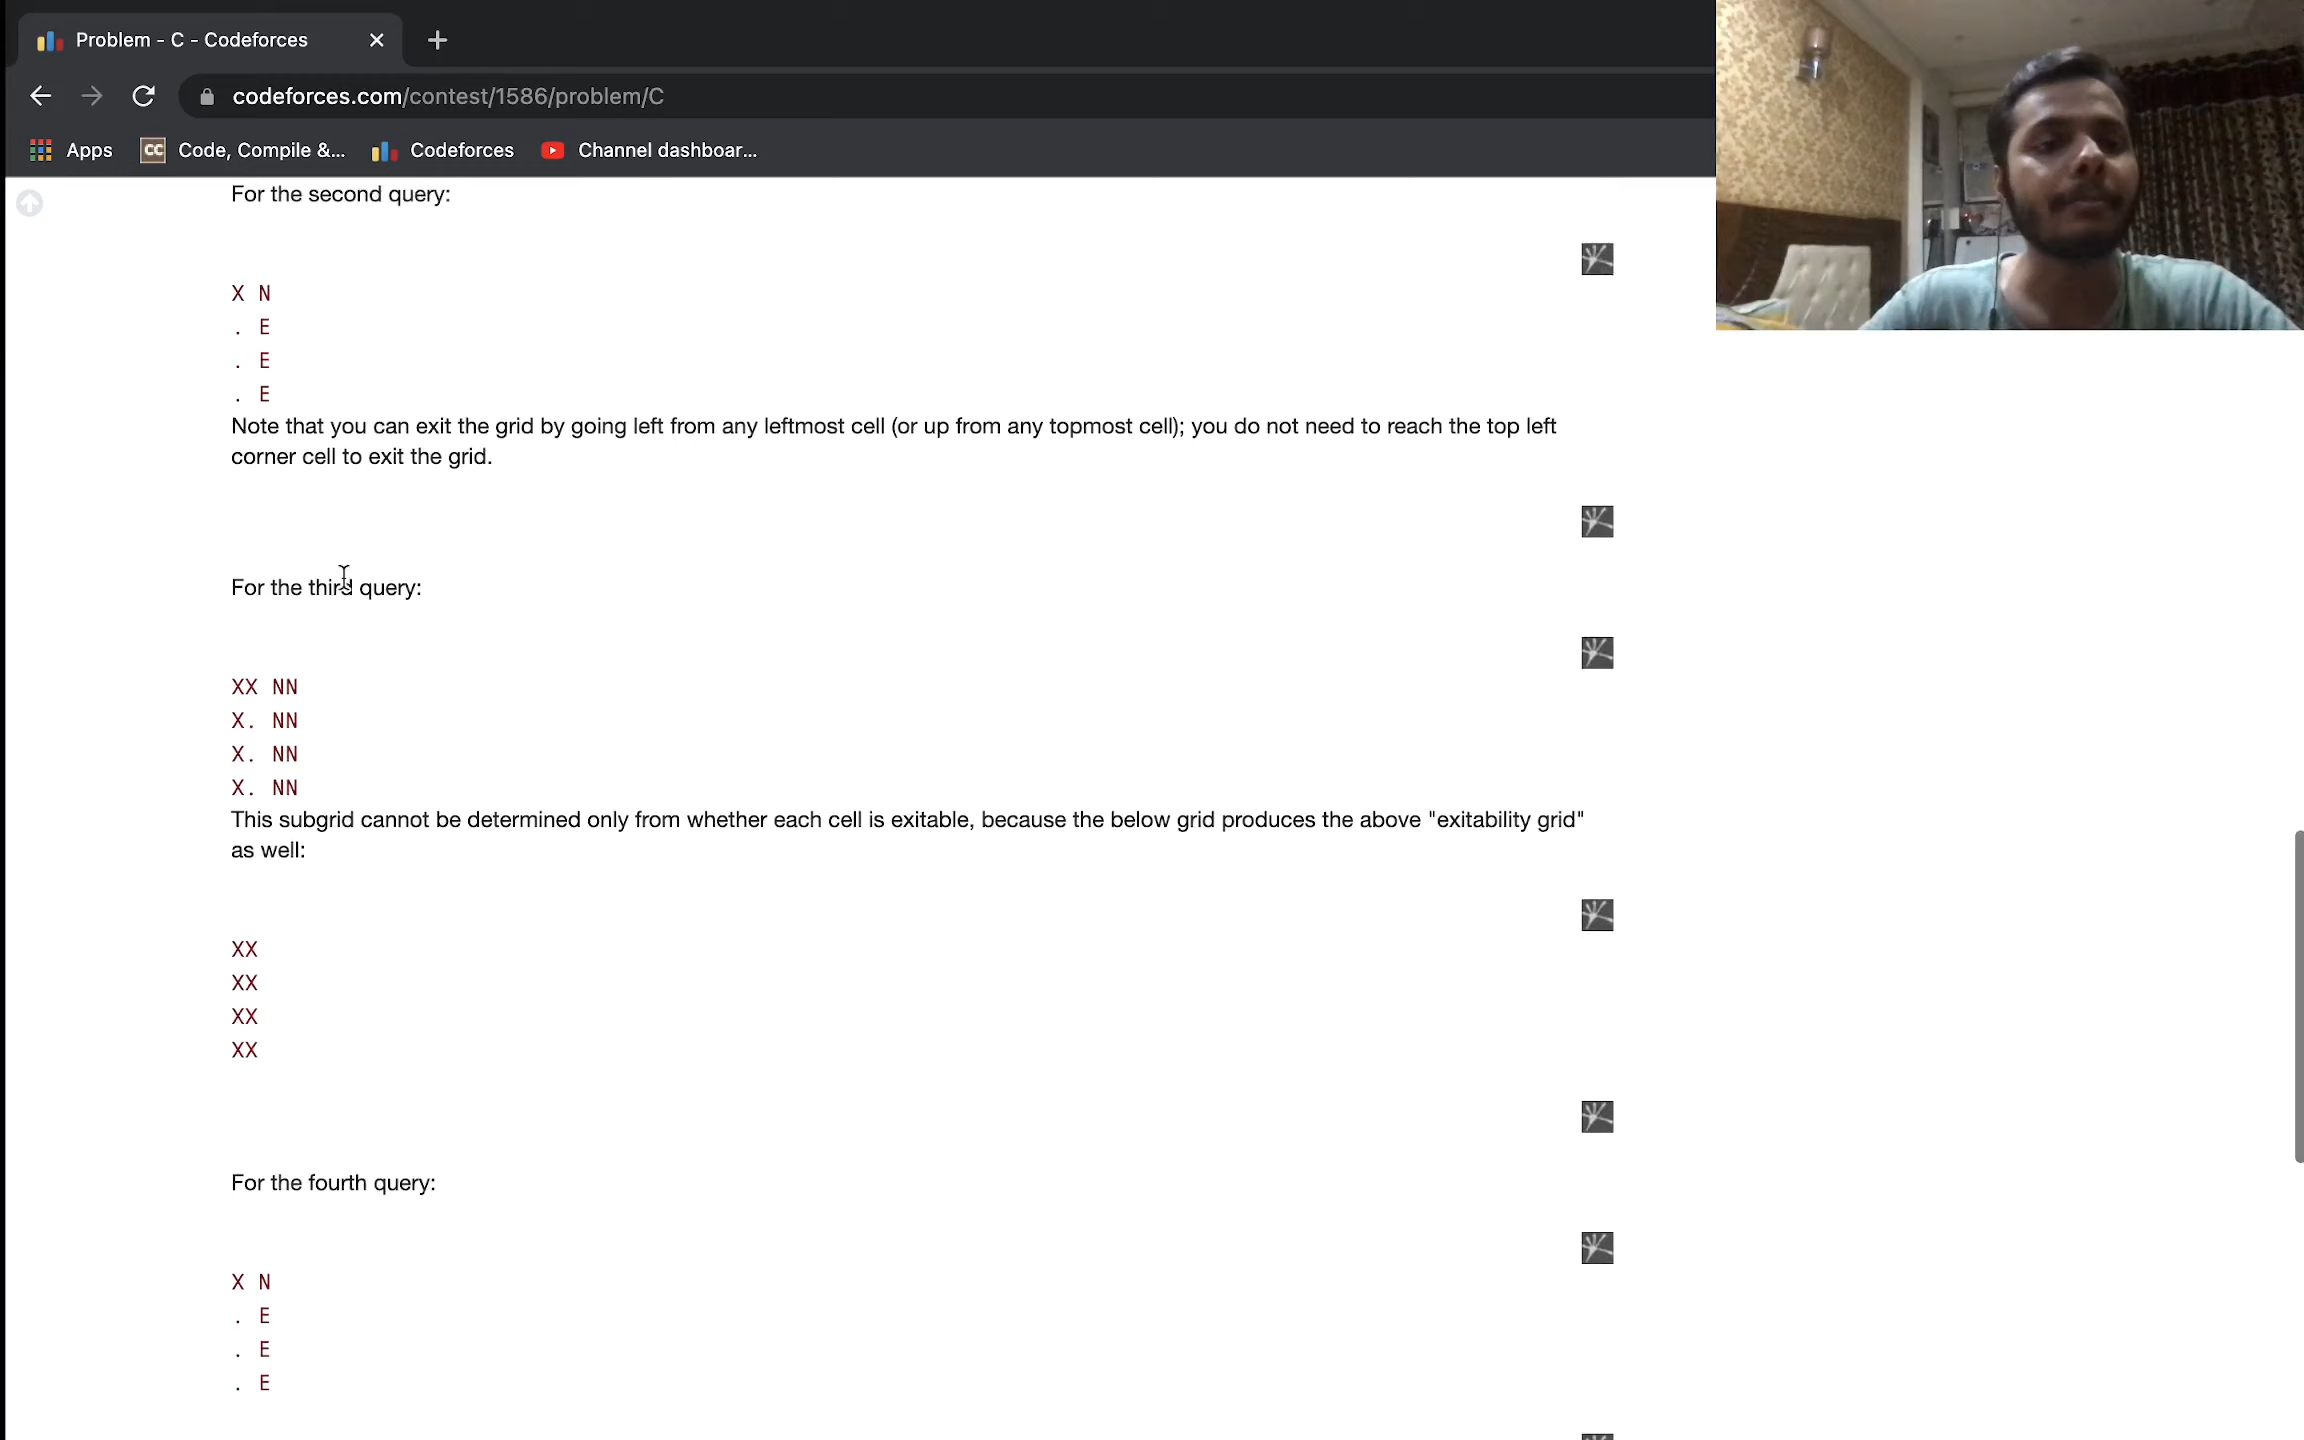 Problem - C - Codeforces
codeforces.com/contest/1586/problem/C
Apps CC Code, Compile &... Codeforces Channel dashboar...
For the second query:
X N
. E
. E
. E
Note that you can exit the grid by going left from any leftmost cell (or up from any topmost cell); you do not need to reach the top left
corner cell to exit the grid.
For the third query:
XX NN
X. NN
X. NN
X. NN
This subgrid cannot be determined only from whether each cell is exitable, because the below grid produces the above "exitability grid"
as well:
XX
XX
XX
XX
For the fourth query:
X N
. E
. E
. E